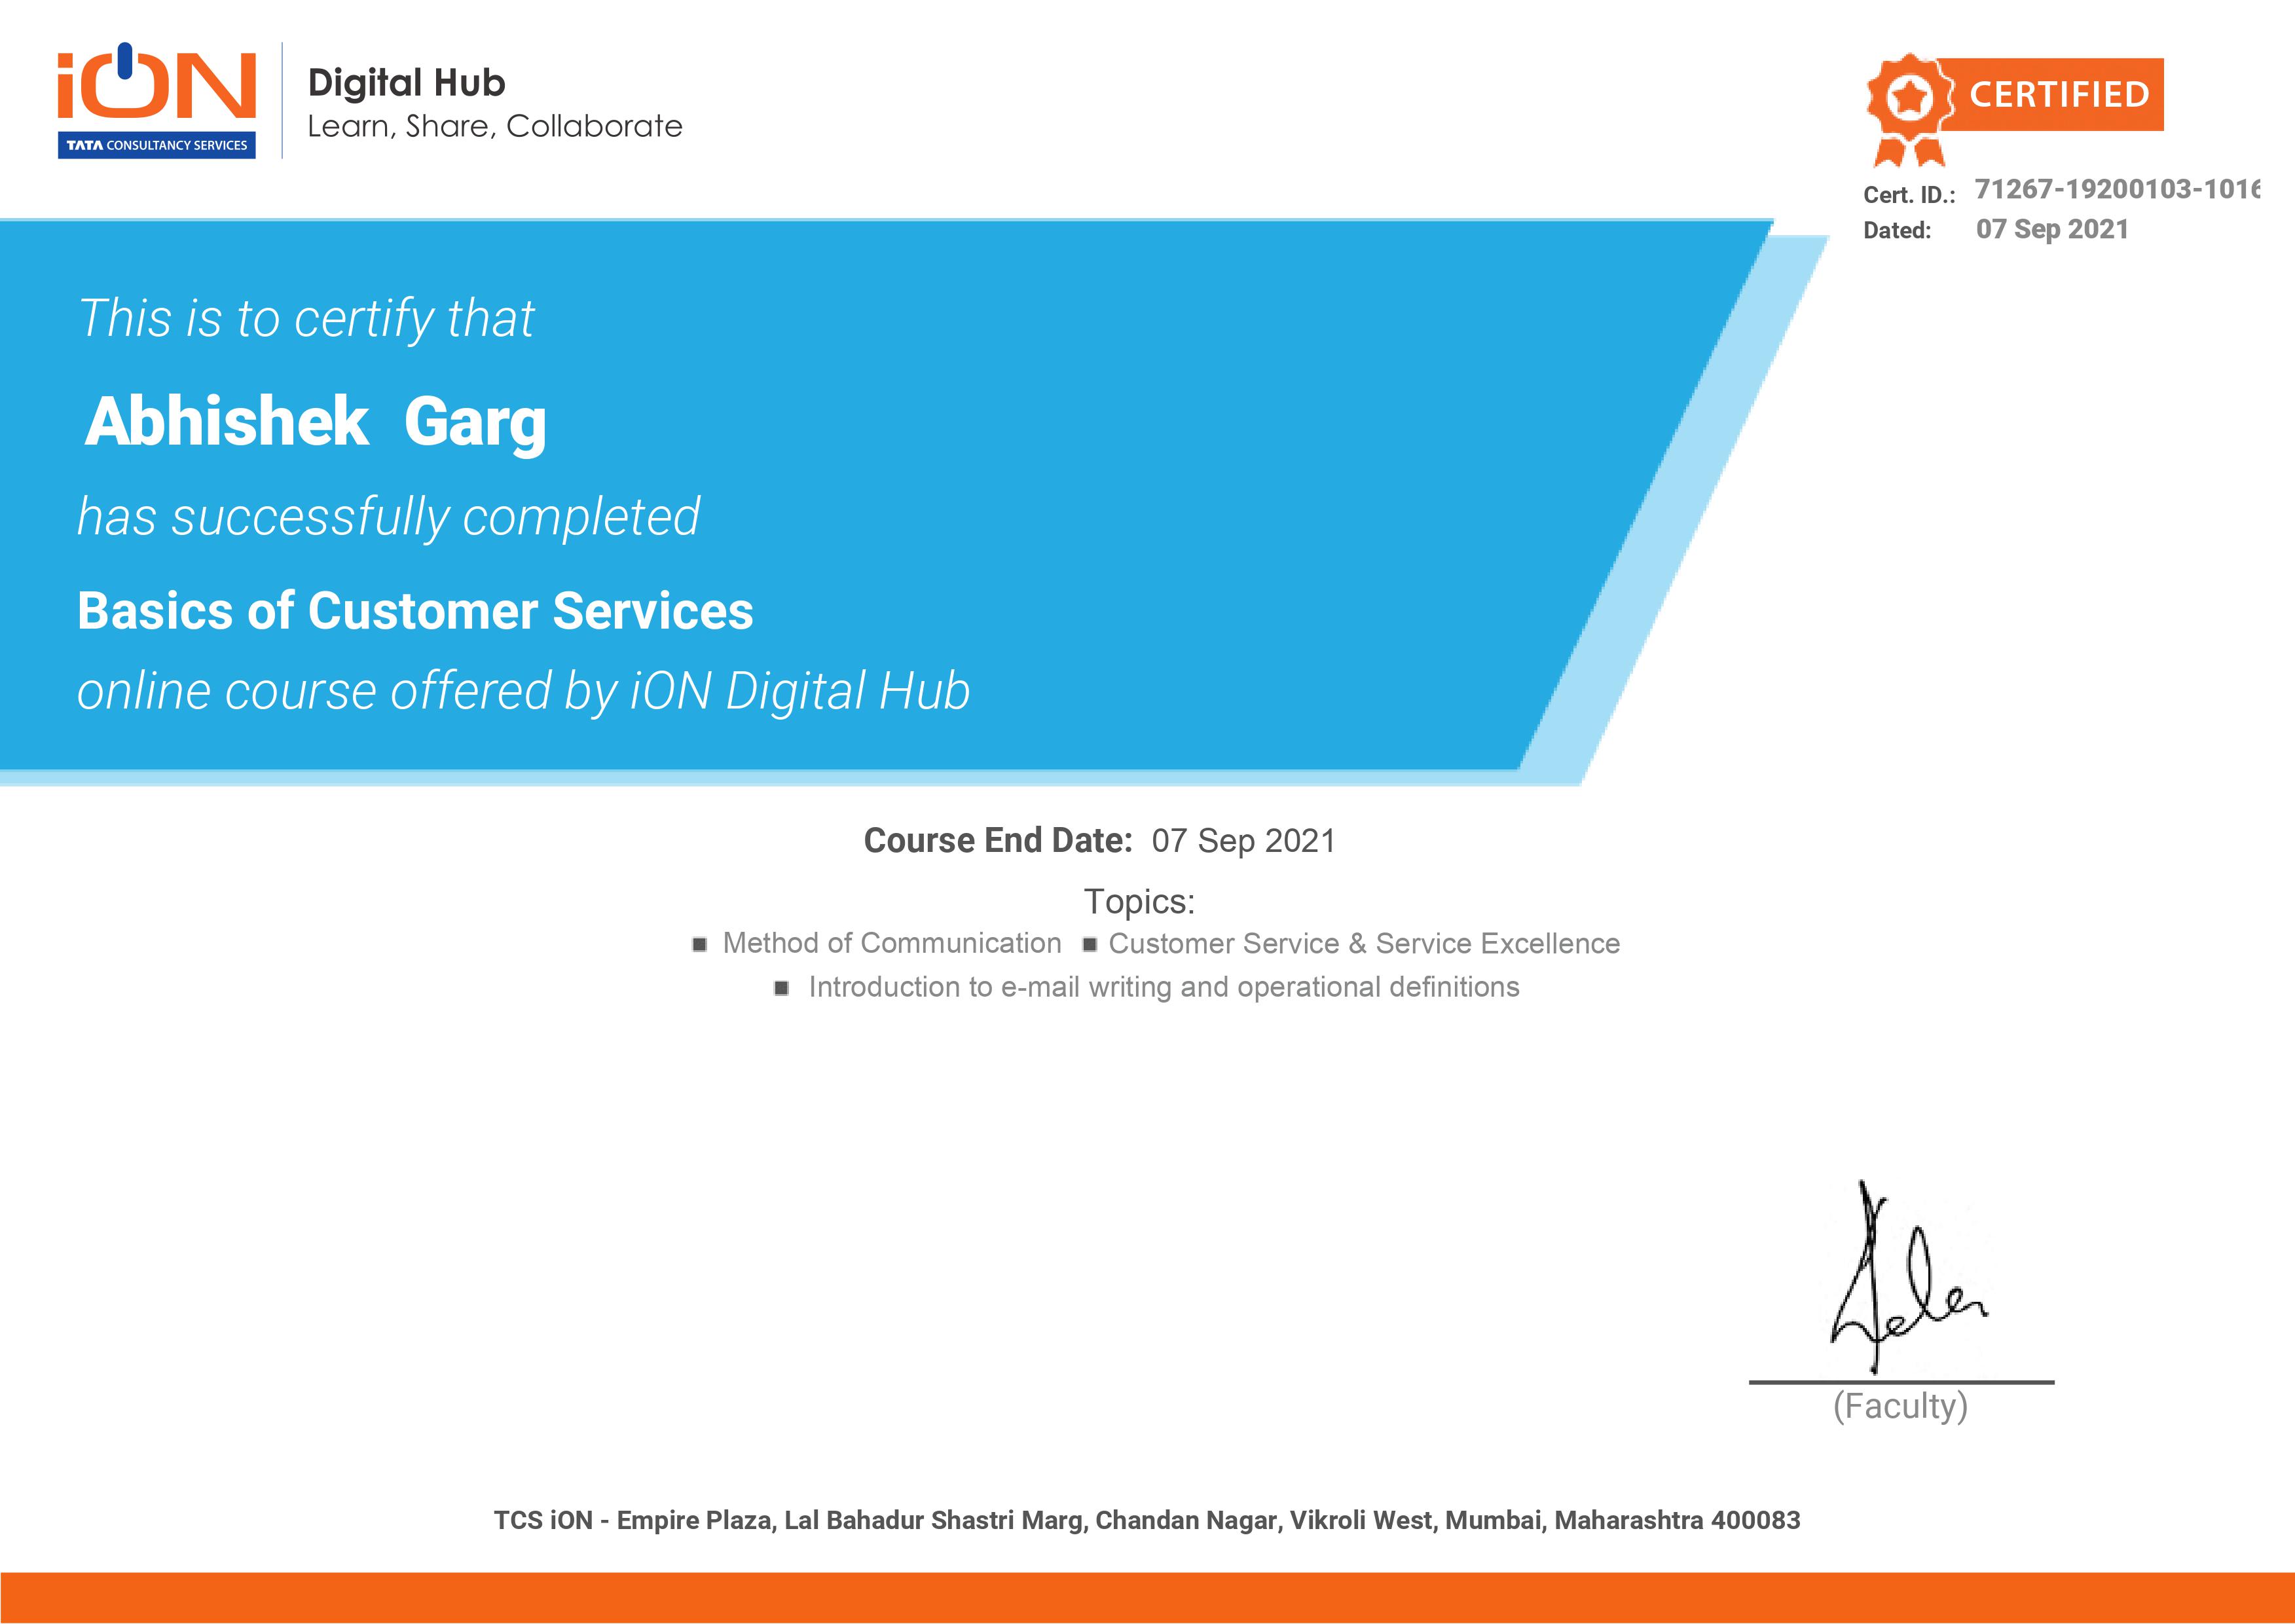 iON
TATA CONSULTANCY SERVICES
Digital Hub
Learn, Share, Collaborate
CERTIFIED
Cert. ID.: 71267-19200103-1016
Dated: 07 Sep 2021
This is to certify that
Abhishek Garg
has successfully completed
Basics of Customer Services
online course offered by iON Digital Hub
Course End Date: 07 Sep 2021
Topics:
■ Method of Communication ■ Customer Service & Service Excellence
■ Introduction to e-mail writing and operational definitions
(Faculty)
TCS iON - Empire Plaza, Lal Bahadur Shastri Marg, Chandan Nagar, Vikroli West, Mumbai, Maharashtra 400083